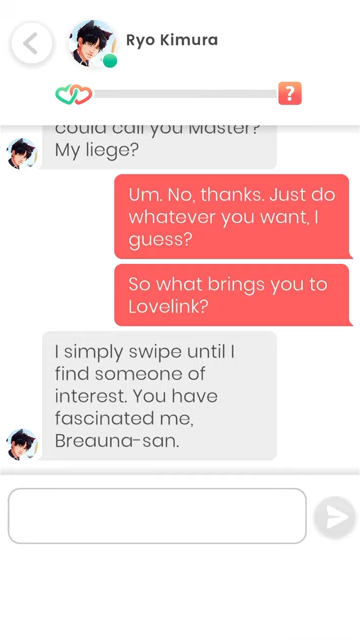 Ryo Kimura
?
could call you Master?
My liege?
Um. No, thanks. Just do
whatever you want, I
guess?
So what brings you to
Lovelink?
I simply swipe until I
find someone of
interest. You have
fascinated me,
Breauna-san.